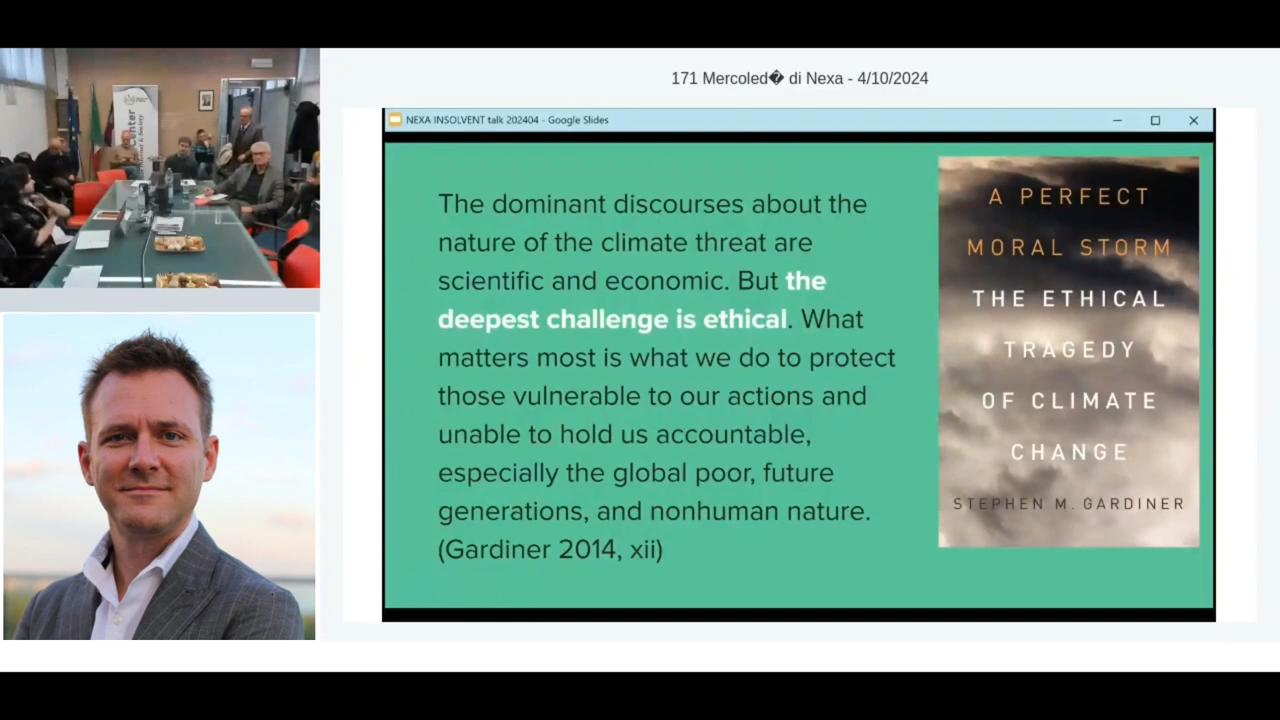 171 Mercoled� di Nexa - 4/10/2024
NEXA INSOLVENT talk 202404 - Google Slides
The dominant discourses about the
nature of the climate threat are
scientific and economic. But the
deepest challenge is ethical. What
matters most is what we do to protect
those vulnerable to our actions and
unable to hold us accountable,
especially the global poor, future
generations, and nonhuman nature.
(Gardiner 2014, xii)
A PERFECT
MORAL STORM
THE ETHICAL
TRAGEDY
OF CLIMATE
CHANGE
STEPHEN M. GARDINER